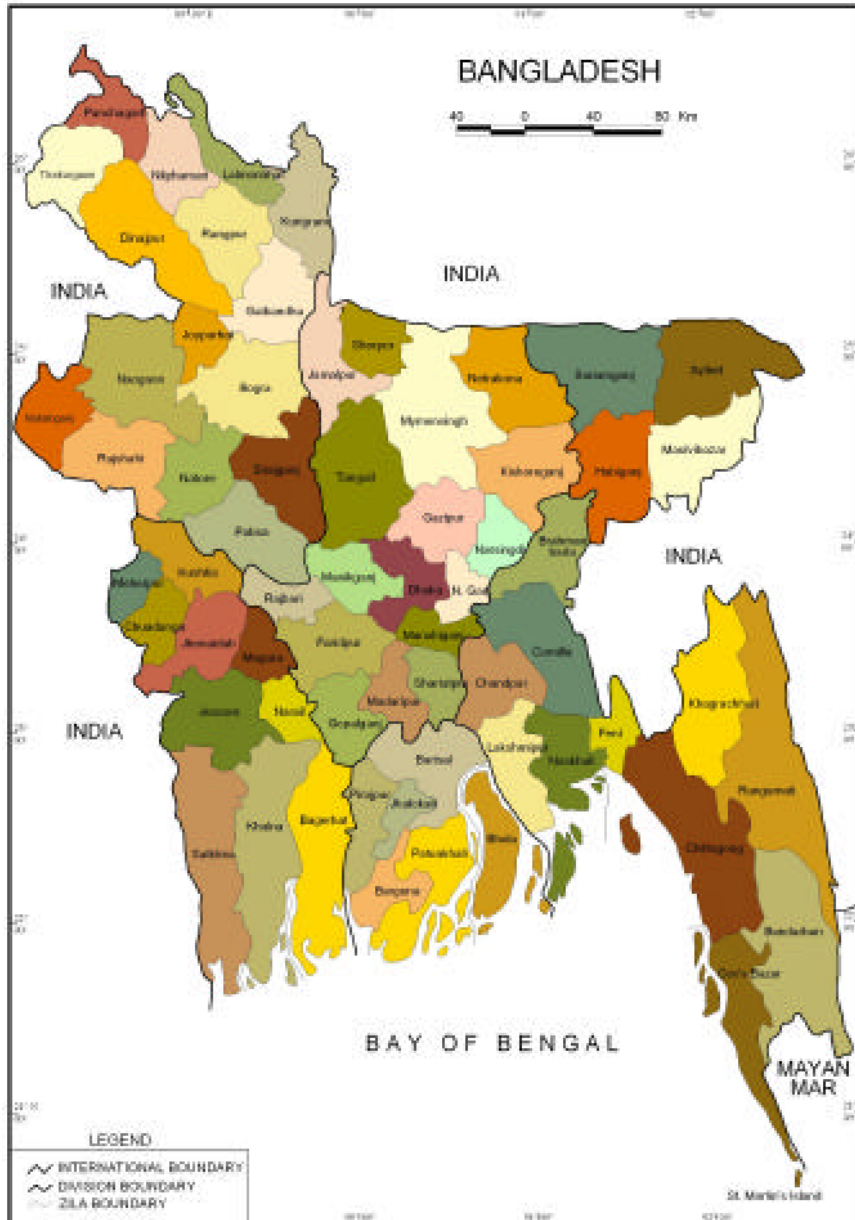 BANGLADESH
40 0 40 80 Km
Panchagarh
Thakurgaon
Nilphamari
Lalmonirhat
Dinajpur
Rangpur
Kurigram
INDIA
INDIA
Gaibandha
Joypurhat
Sherpur
Jamalpur
Naogaon
Bogra
Netrakona
Sunamganj
Sylhet
Mymensingh
Rajshahi
Natore
Sirajganj
Tangail
Kishoreganj
Habiganj
Moulvibazar
Pabna
Gazipur
Narsingdi
Brahman
baria
INDIA
Kushtia
Meherpur
Manikganj
Dhaka
N. Gan
Rajbari
Chuadanga
Jhenaidah
Magura
Faridpur
Munshiganj
Comilla
Madaripur
Shariatpur
Chandpur
Khagrachhari
INDIA
Jessore
Narail
Gopalganj
Lakshmipur
Noakhali
Feni
Barisal
Rangamati
Pirojpur
Jhalokati
Satkhira
Khulna
Bagerhat
Patuakhali
Bhola
Chittagong
Barguna
Bandarban
Cox's Bazar
BAY OF BENGAL
MAYAN
MAR
LEGEND
INTERNATIONAL BOUNDARY
DIVISION BOUNDARY
ZILA BOUNDARY
St. Martin's Island